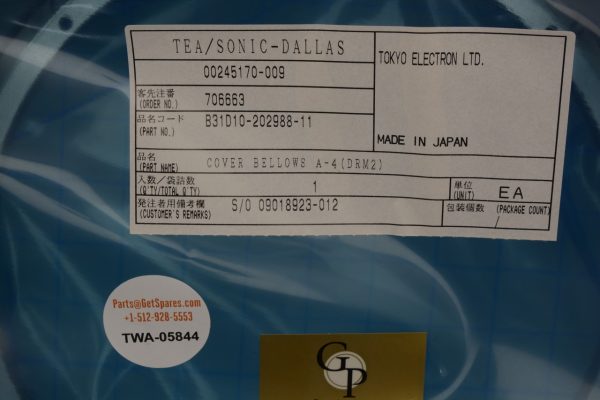 TEA/SONIC-DALLAS
00245170-009
TOKYO ELECTRON LTD.
客先注番
(ORDER NO.) 706663
品名コード
(PART NO.) B31D10-202988-11
MADE IN JAPAN
品名
(PART NAME) COVER BELLOWS A-4(DRM2)
入数/袋詰数
(Q'TY/TOTAL Q'TY) 1
単位
(UNIT) EA
発注者用備考欄
(CUSTOMER'S REMARKS) S/O 09018923-012
包装個数 (PACKAGE COUNT)
/
Parts@GetSpares.com
+1-512-928-5553
TWA-05844
GP